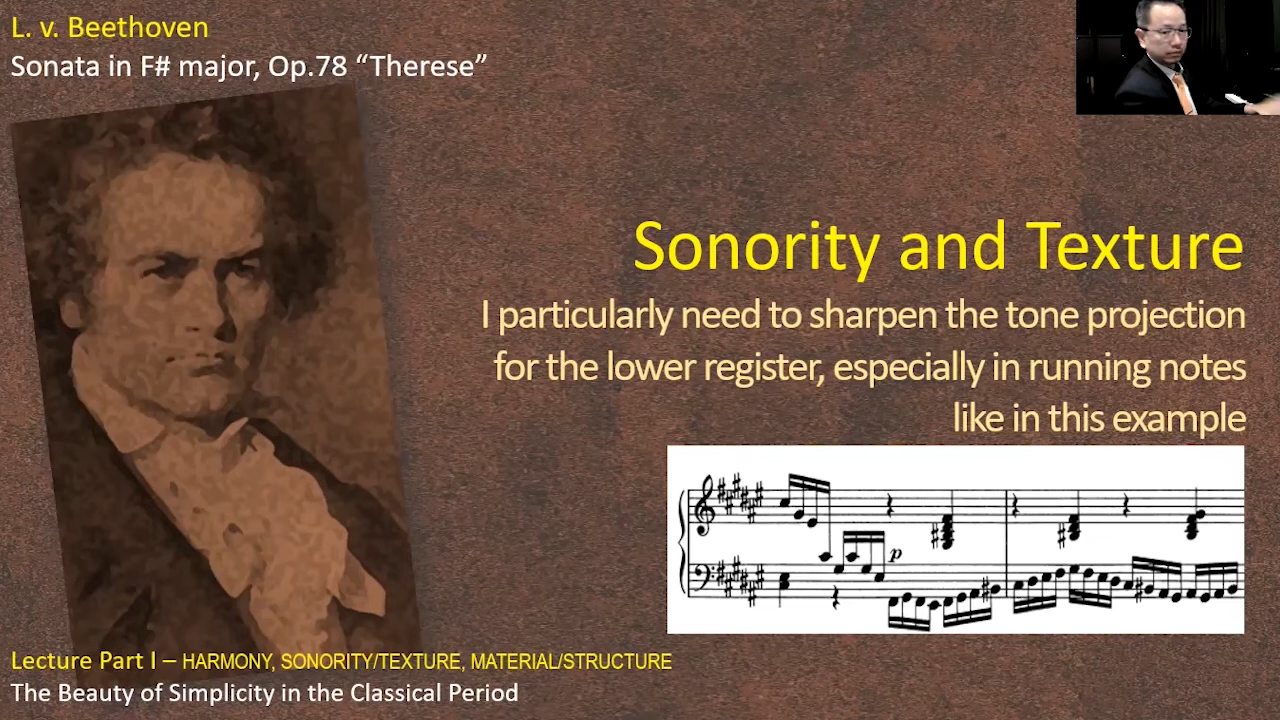 L. v. Beethoven
Sonata in F# major, Op.78 “Therese”
Sonority and Texture
I particularly need to sharpen the tone projection
for the lower register, especially in running notes
like in this example
p
Lecture Part I – HARMONY, SONORITY/TEXTURE, MATERIAL/STRUCTURE
The Beauty of Simplicity in the Classical Period